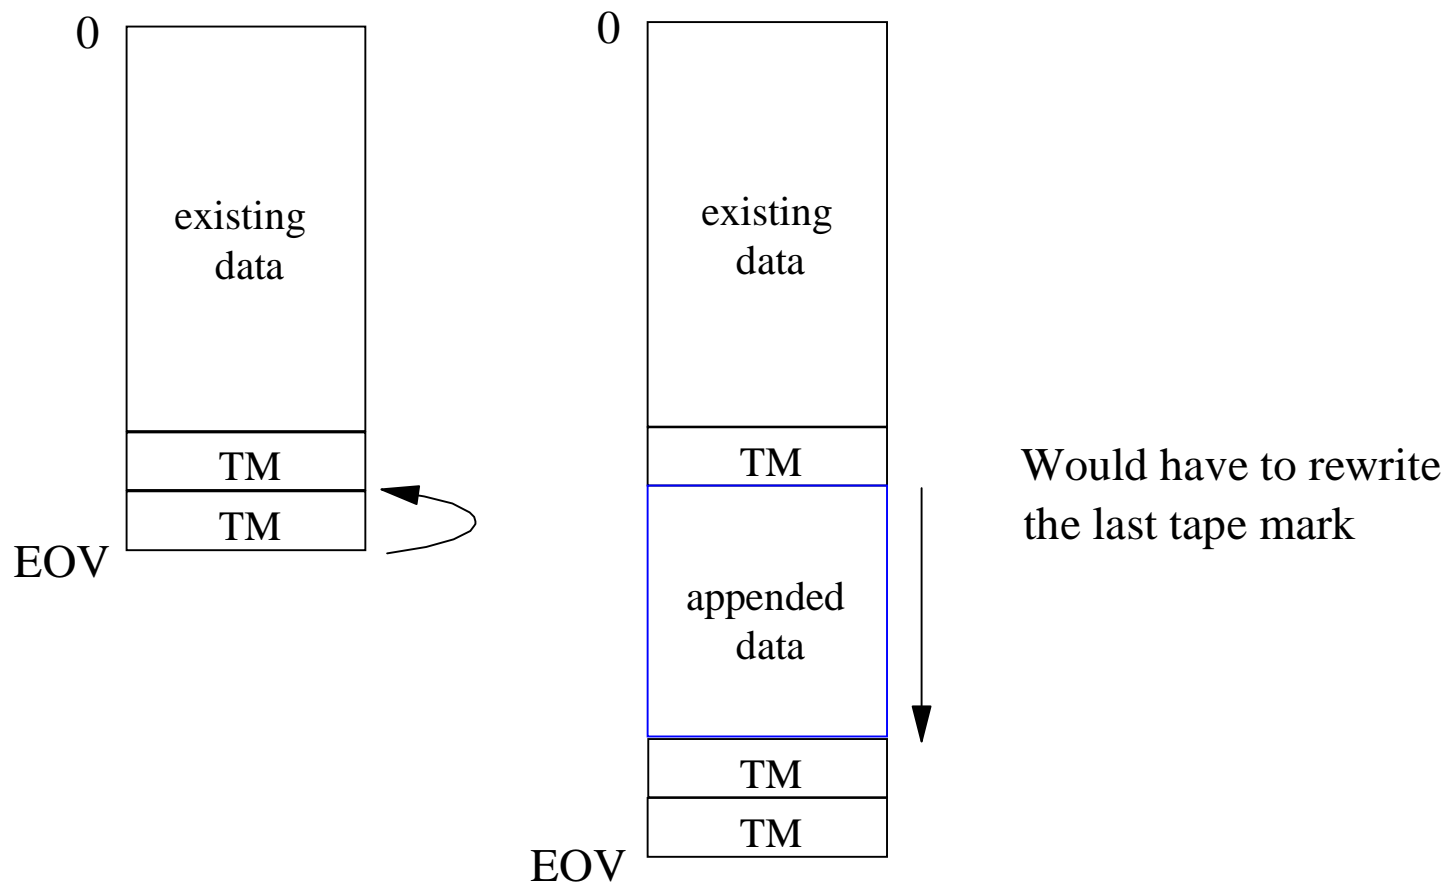 0
existing
data
TM
TM
EOV
0
existing
data
TM
appended
data
TM
TM
EOV
Would have to rewrite
the last tape mark